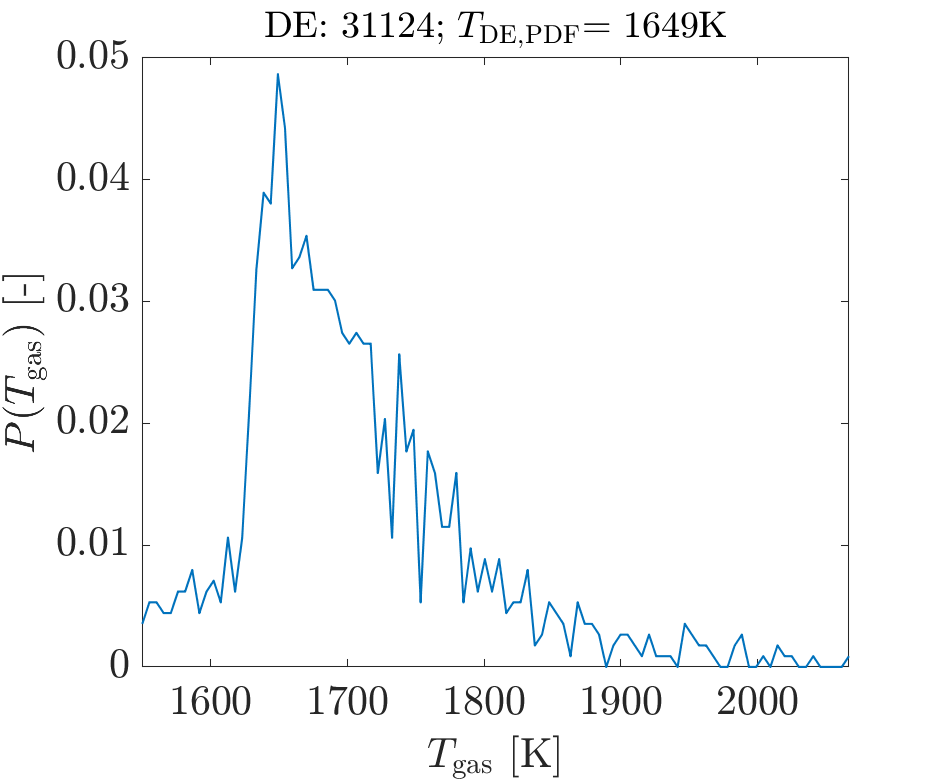 DE: 31124; T_DE,PDF= 1649K
0.05
0.04
0.03
0.02
0.01
0
P(T_gas) [-]
1600 1700 1800 1900 2000
T_gas [K]